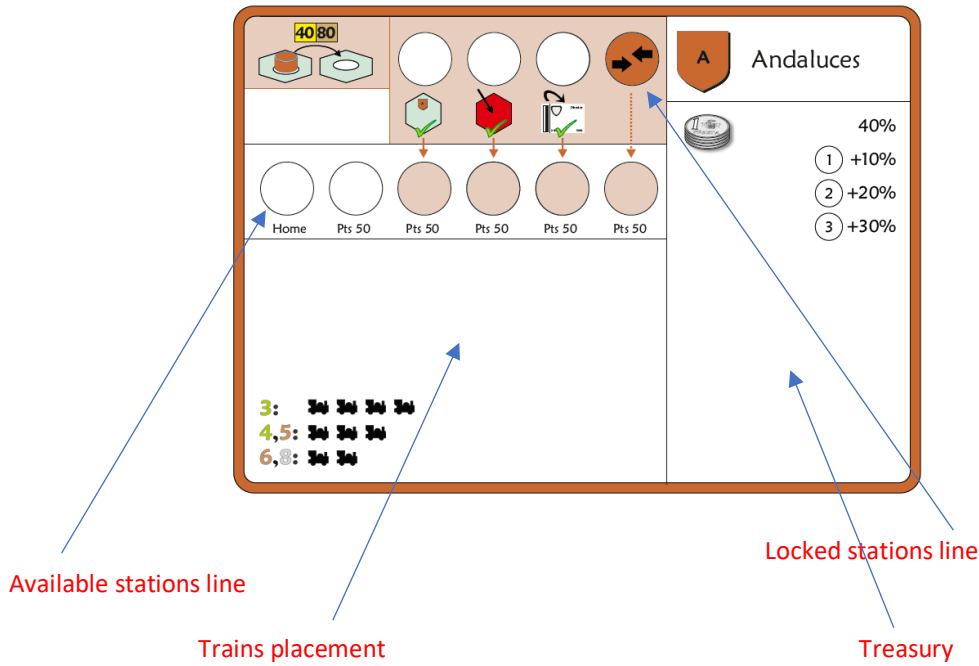 40 80
A
Andaluces
A
40%
1 +10%
2 +20%
3 +30%
Home
Pts 50
Pts 50
Pts 50
Pts 50
Pts 50
3:
4,5:
6,8:
Locked stations line
Available stations line
Trains placement
Treasury